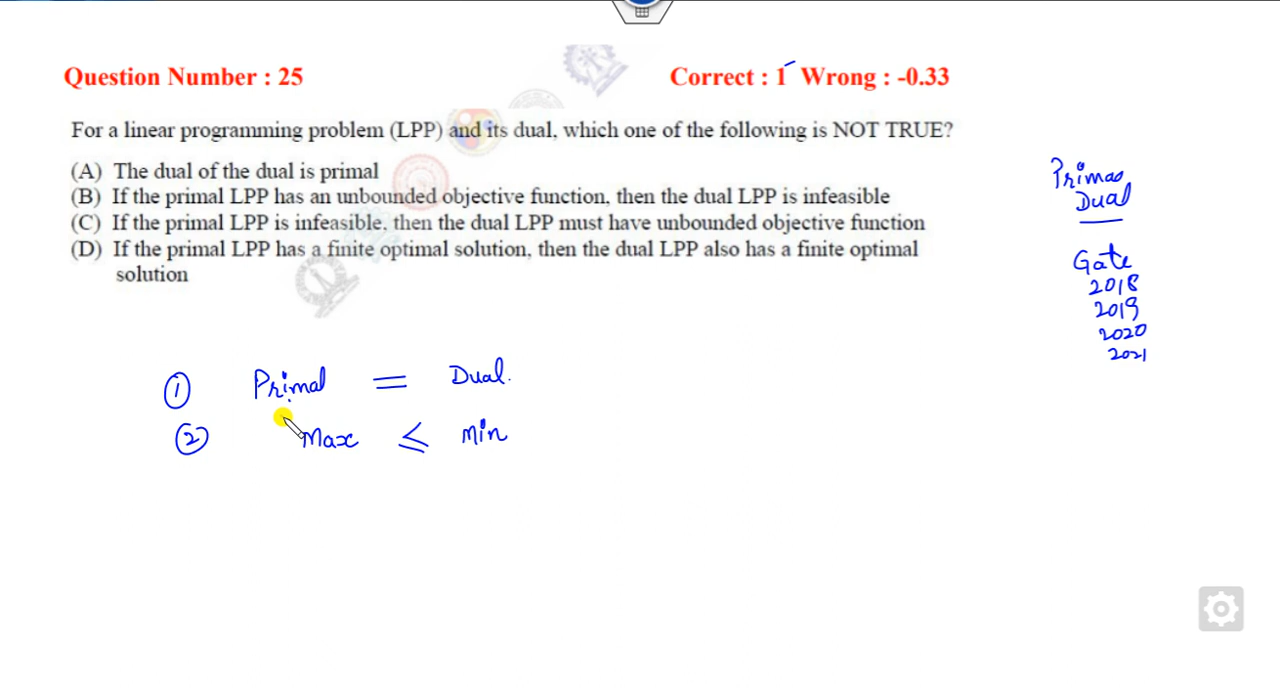 Question Number : 25 Correct : 1 Wrong : -0.33
For a linear programming problem (LPP) and its dual, which one of the following is NOT TRUE?
(A) The dual of the dual is primal
(B) If the primal LPP has an unbounded objective function, then the dual LPP is infeasible
(C) If the primal LPP is infeasible, then the dual LPP must have unbounded objective function
(D) If the primal LPP has a finite optimal solution, then the dual LPP also has a finite optimal
solution
Primal
Dual
Gate
2018
2019
2020
2021
① Primal = Dual.
② Max ≤ Min